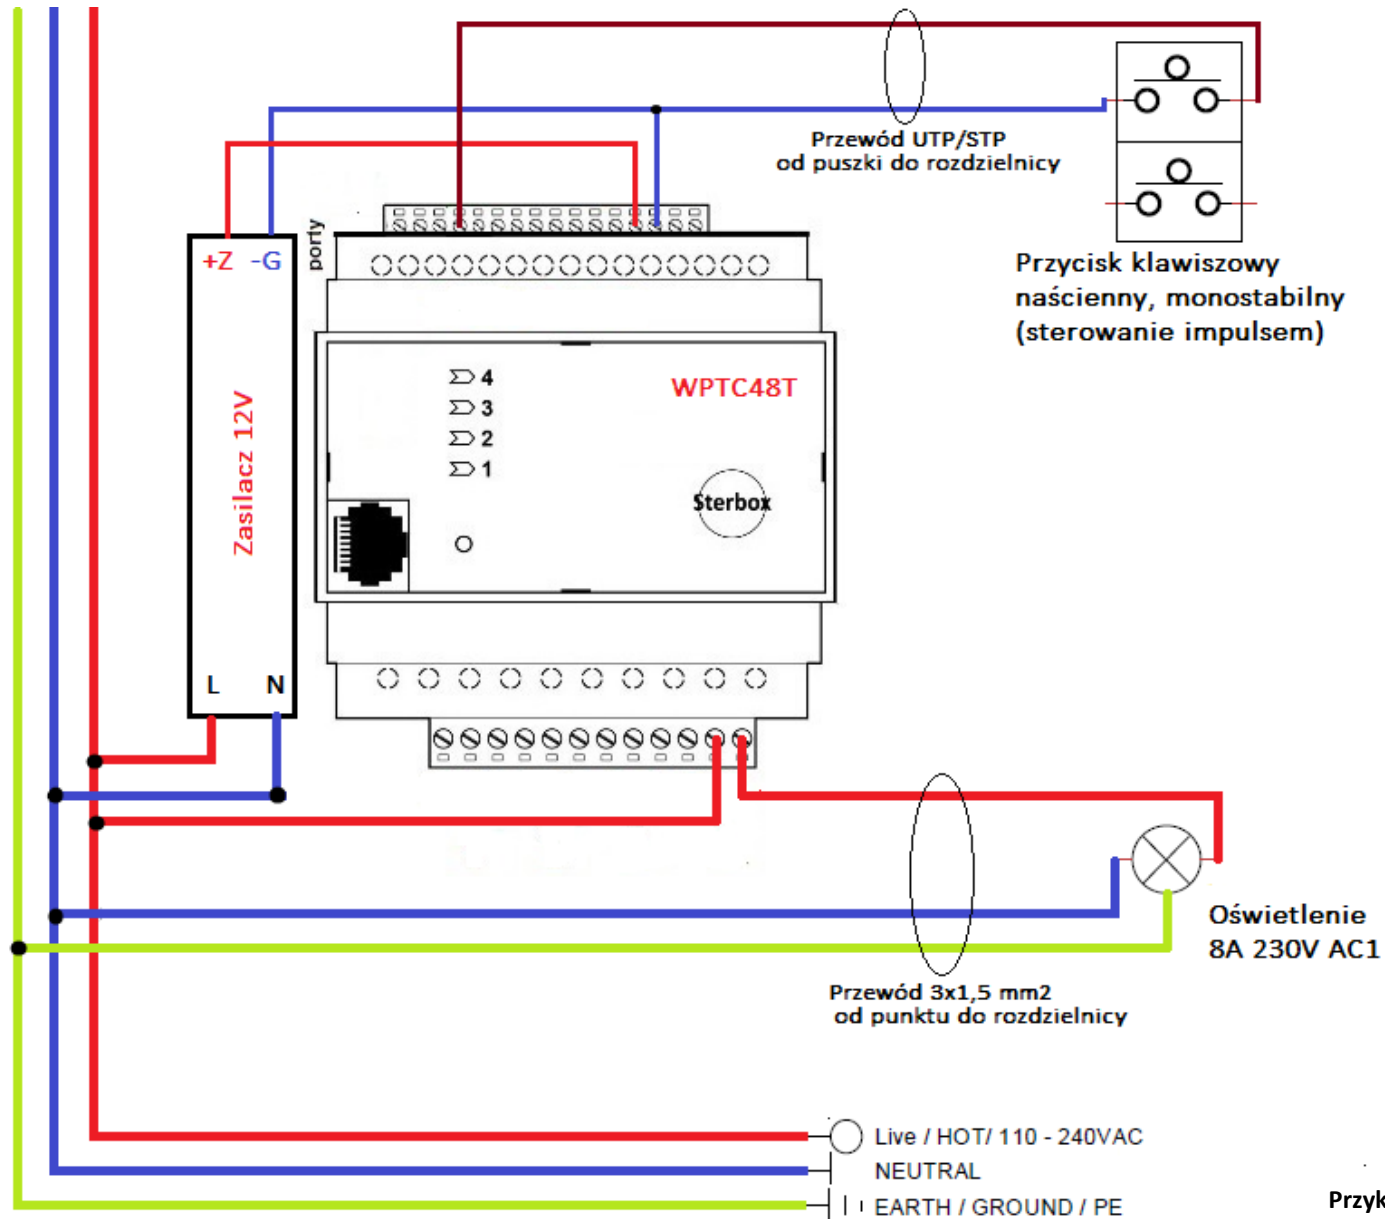 Przewód UTP/STP
od puszki do rozdzielnicy
porty
+Z -G
Przycisk klawiszowy
naścienny, monostabilny
(sterowanie impulsem)
4
WPTC48T
3
2
1
Zasilacz 12V
Sterbox
L N
Oświetlenie
8A 230V AC1
Przewód 3x1,5 mm2
od punktu do rozdzielnicy
Live / HOT/ 110 - 240VAC
NEUTRAL
EARTH / GROUND / PE
Przyk